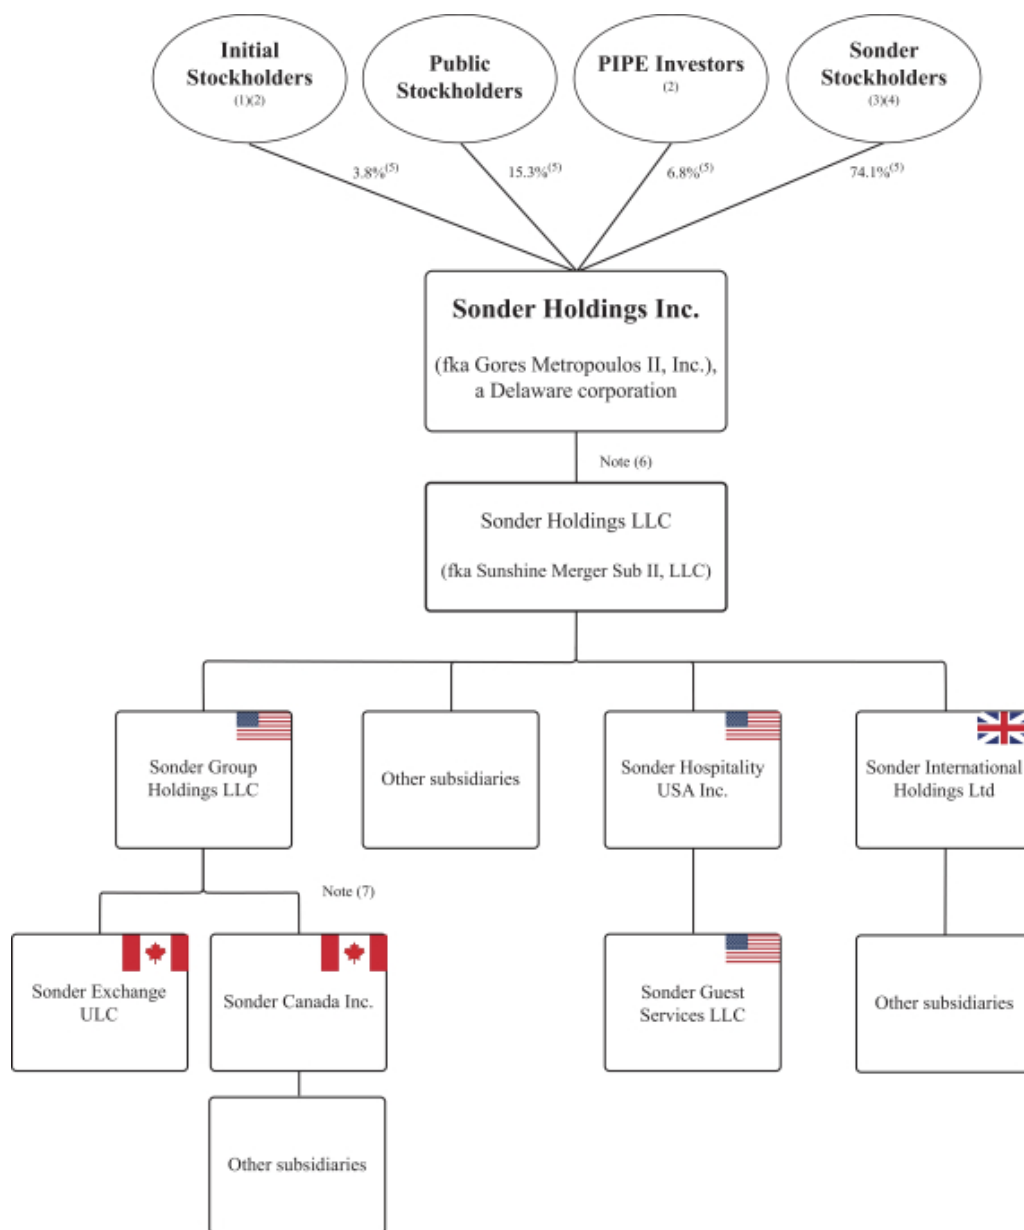 Initial
Stockholders
(1)(2)
Public
Stockholders
PIPE Investors
(2)
Sonder
Stockholders
(3)(4)
3.8%(5)
15.3%(5)
6.8%(5)
74.1%(5)
Sonder Holdings Inc.
(fka Gores Metropoulos II, Inc.),
a Delaware corporation
Note (6)
Sonder Holdings LLC
(fka Sunshine Merger Sub II, LLC)
Sonder Group
Holdings LLC
Other subsidiaries
Sonder Hospitality
USA Inc.
Sonder International
Holdings Ltd
Note (7)
Sonder Exchange
ULC
Sonder Canada Inc.
Sonder Guest
Services LLC
Other subsidiaries
Other subsidiaries